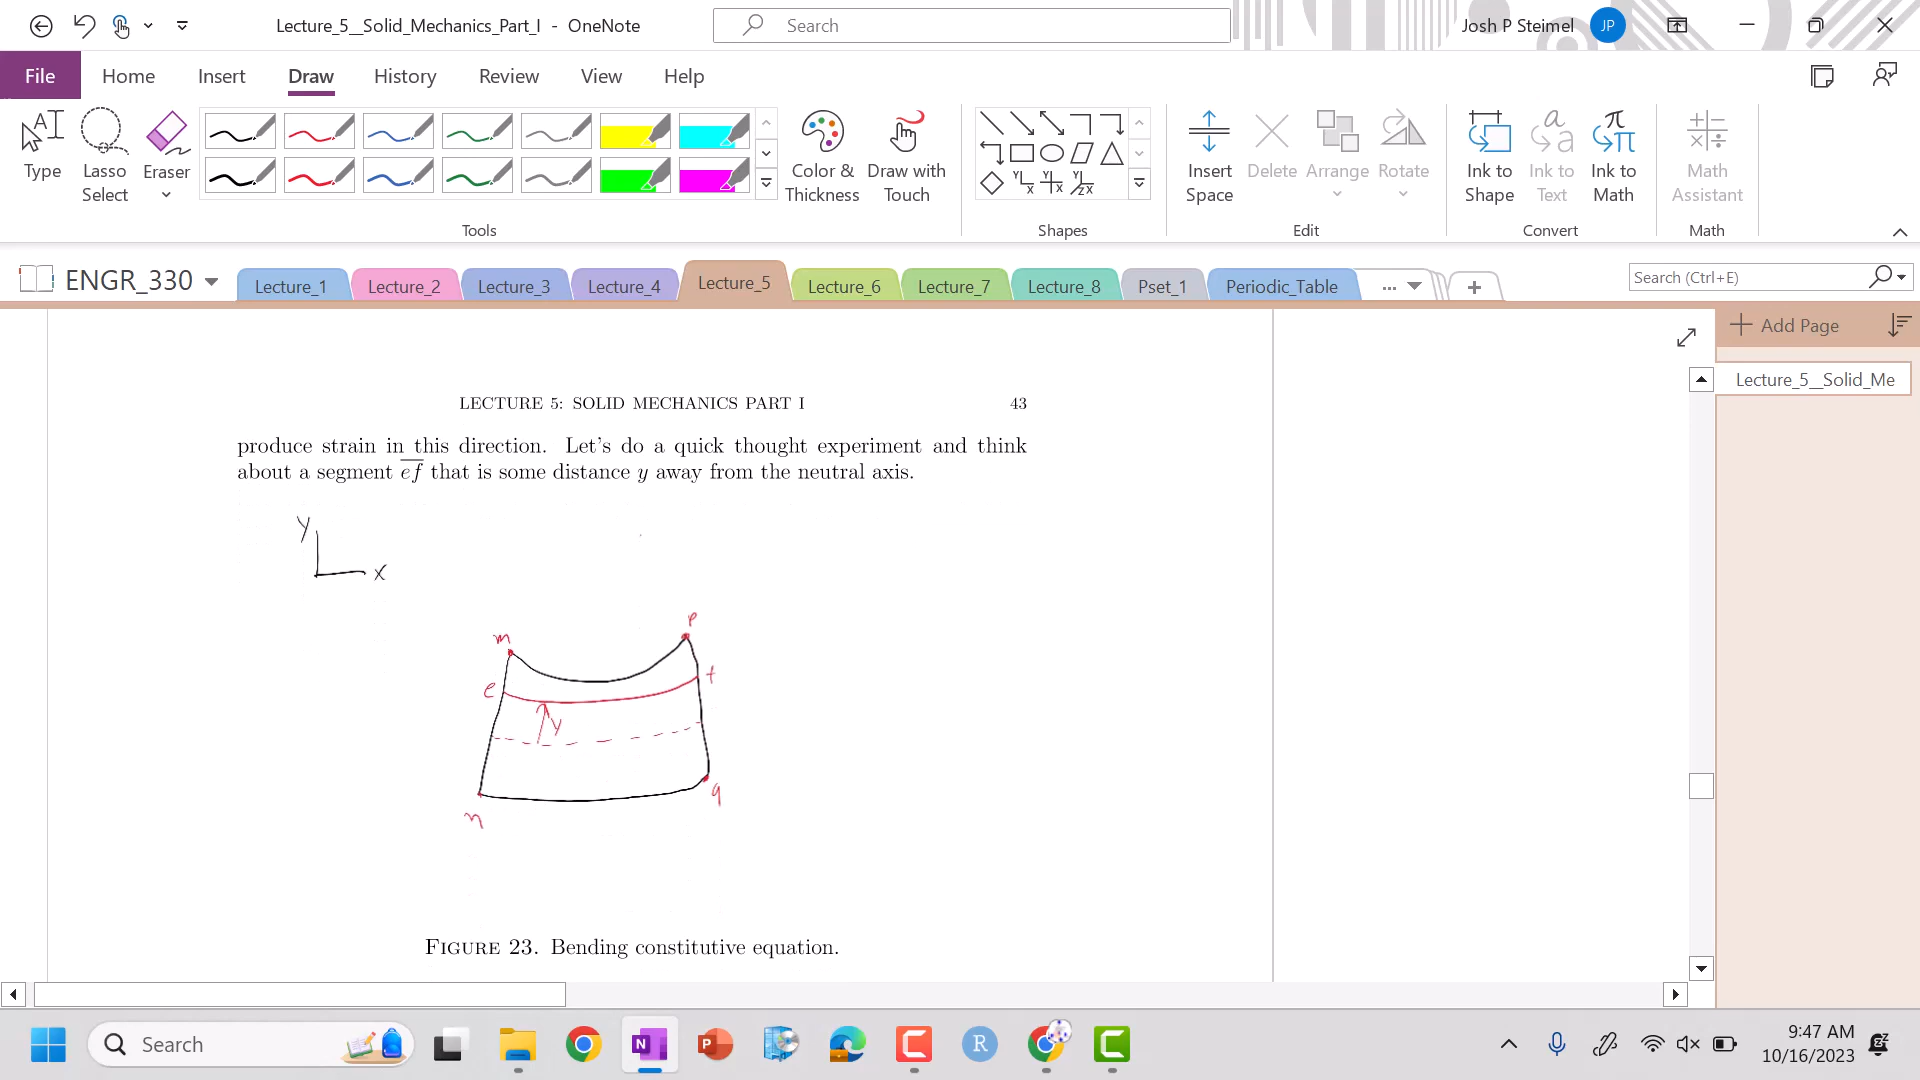 Lecture_5__Solid_Mechanics_Part_I - OneNote
Search
Josh P Steimel
JP
File Home Insert Draw History Review View Help
Type
Lasso Select
Eraser
Color & Thickness
Draw with Touch
Insert Space
Delete
Arrange
Rotate
Ink to Shape
Ink to Text
Ink to Math
Math Assistant
Tools
Shapes
Edit
Convert
Math
ENGR_330
Lecture_1 Lecture_2 Lecture_3 Lecture_4 Lecture_5 Lecture_6 Lecture_7 Lecture_8 Pset_1 Periodic_Table ...
Search (Ctrl+E)
Add Page
Lecture_5__Solid_Me
LECTURE 5: SOLID MECHANICS PART I 43
produce strain in this direction. Let's do a quick thought experiment and think
about a segment e̅f̅ that is some distance y away from the neutral axis.
y
x
m
p
e
f
y
n
q
FIGURE 23. Bending constitutive equation.
Search
9:47 AM
10/16/2023